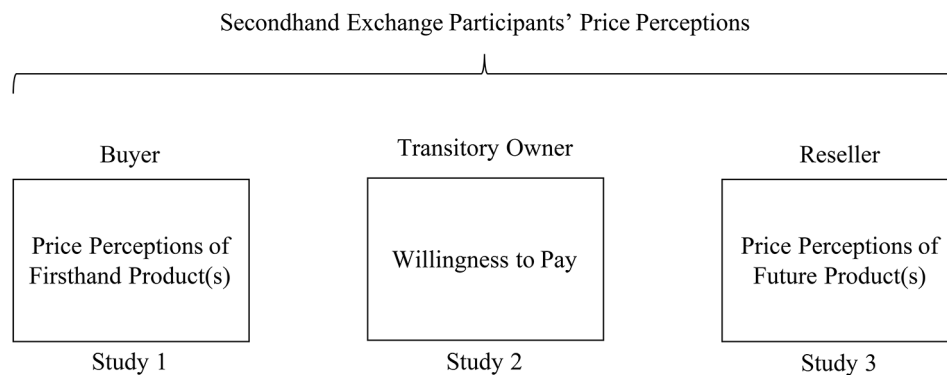 Secondhand Exchange Participants’ Price Perceptions
Buyer
Transitory Owner
Reseller
Price Perceptions of
Firsthand Product(s)
Willingness to Pay
Price Perceptions of
Future Product(s)
Study 1
Study 2
Study 3